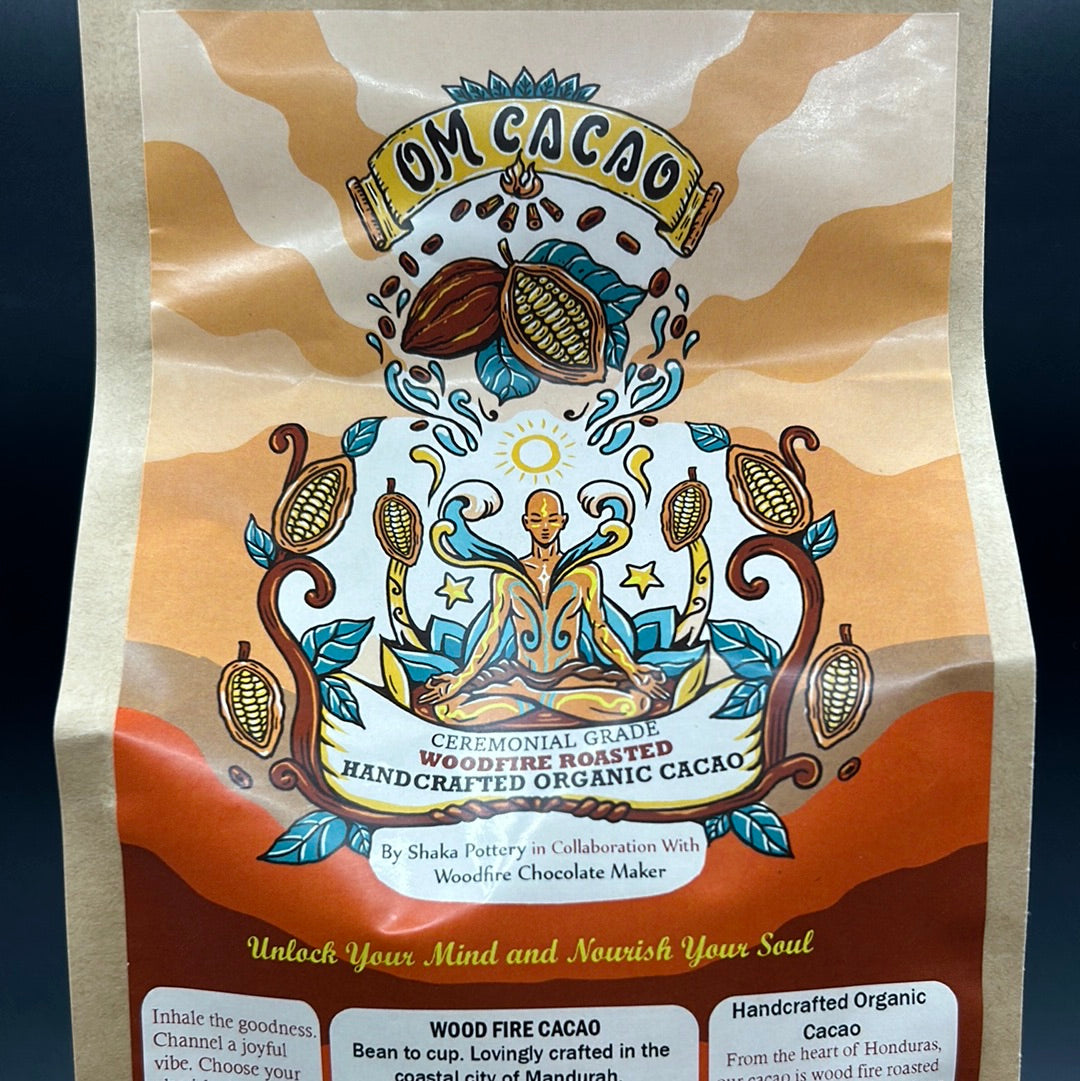 OM CACAO
CEREMONIAL GRADE
WOODFIRE ROASTED
HANDCRAFTED ORGANIC CACAO
By Shaka Pottery in Collaboration With
Woodfire Chocolate Maker
Unlock Your Mind and Nourish Your Soul
Inhale the goodness.
Channel a joyful
vibe. Choose your
WOOD FIRE CACAO
Bean to cup. Lovingly crafted in the
coastal city of Mandurah.
Handcrafted Organic
Cacao
From the heart of Honduras,
our cacao is wood fire roasted